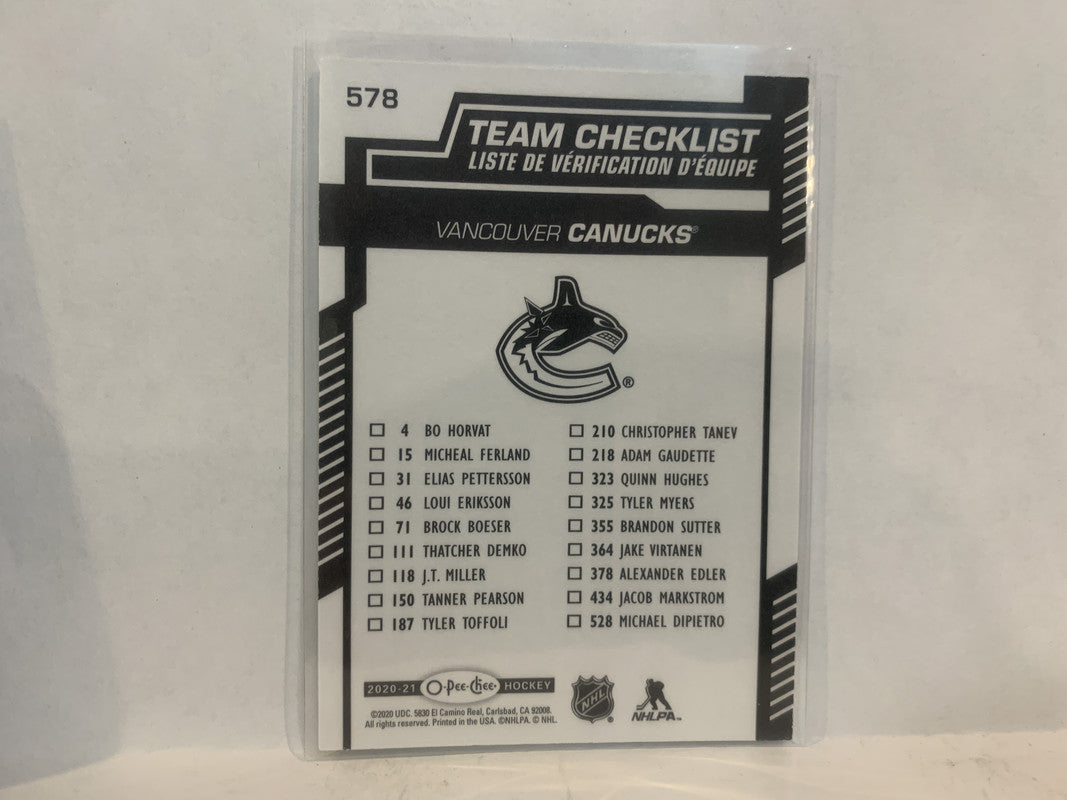 578
TEAM CHECKLIST
LISTE DE VÉRIFICATION D'ÉQUIPE
VANCOUVER CANUCKS®
®
4 BO HORVAT
15 MICHEAL FERLAND
31 ELIAS PETTERSSON
46 LOUI ERIKSSON
71 BROCK BOESER
111 THATCHER DEMKO
118 J.T. MILLER
150 TANNER PEARSON
187 TYLER TOFFOLI
210 CHRISTOPHER TANEV
218 ADAM GAUDETTE
323 QUINN HUGHES
325 TYLER MYERS
355 BRANDON SUTTER
364 JAKE VIRTANEN
378 ALEXANDER EDLER
434 JACOB MARKSTROM
528 MICHAEL DIPIETRO
2020-21 O-Pee-Chee HOCKEY
©2020 UDC. 5830 El Camino Real, Carlsbad, CA 92008.
All rights reserved. Printed in the USA. ©NHLPA. © NHL.
NHL
NHLPA™